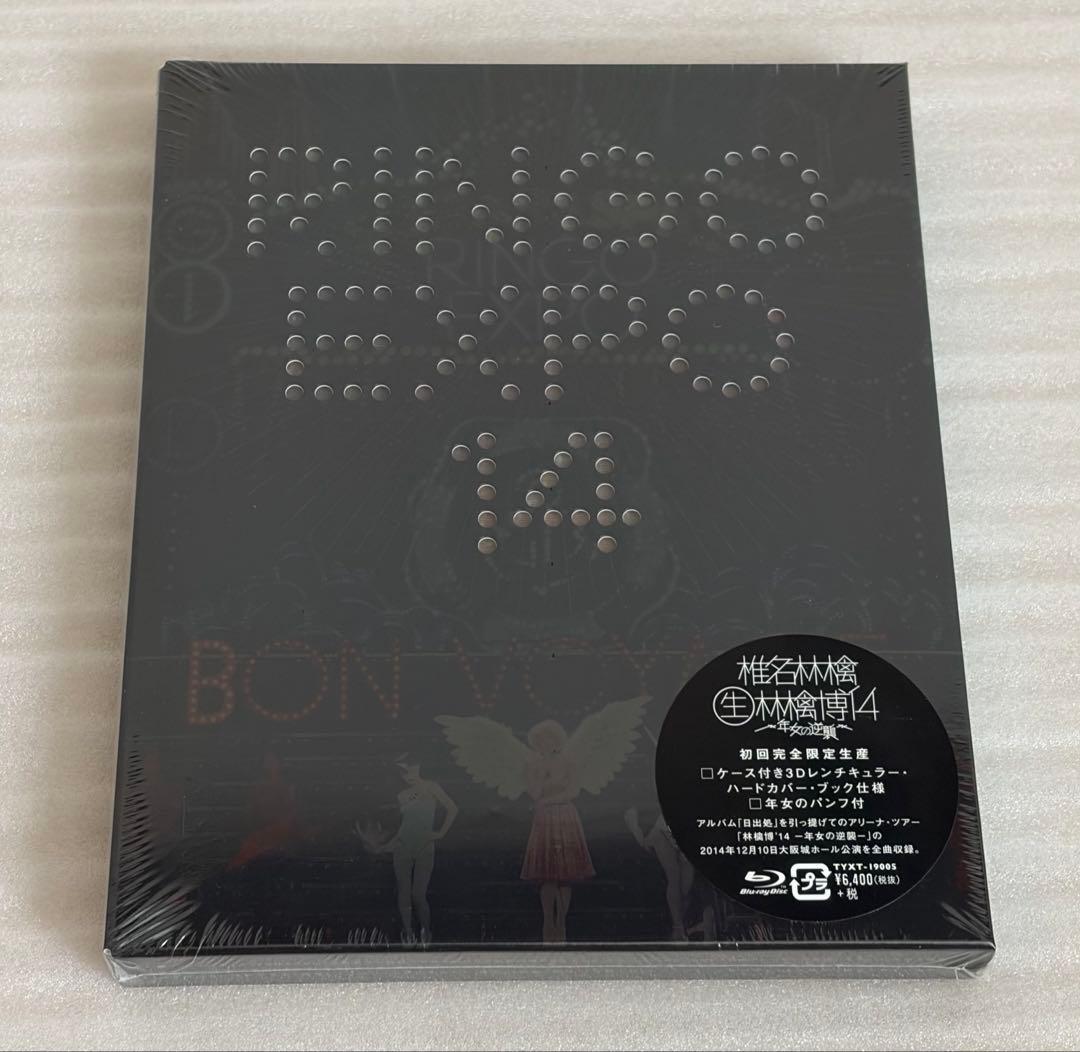 RINGO
EXPO
14
RINGO
EXPO
BON VOYA
椎名林檎
生林檎博14
〜年女の逆襲〜
初回完全限定生産
□ケース付き3Dレンチキュラー・
ハードカバー・ブック仕様
□年女のパンフ付
アルバム「日出処」を引っ提げてのアリーナ・ツアー
「林檎博'14 −年女の逆襲−」の
2014年12月10日大阪城ホール公演を全曲収録。
Blu-ray Disc
プラ
TYXT-19005
¥6,400(税抜)
+税